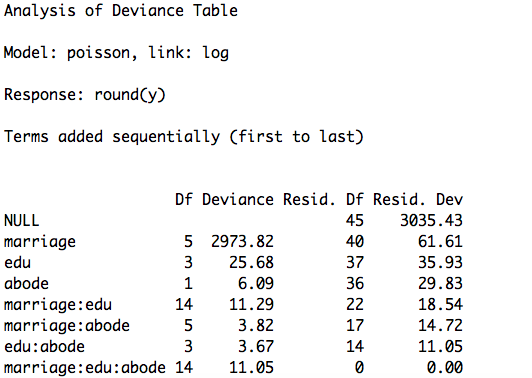 Analysis of Deviance Table
Model: poisson, link: log
Response: round(y)
Terms added sequentially (first to last)
Df Deviance Resid. Df Resid. Dev
NULL 45 3035.43
marriage 5 2973.82 40 61.61
edu 3 25.68 37 35.93
abode 1 6.09 36 29.83
marriage:edu 14 11.29 22 18.54
marriage:abode 5 3.82 17 14.72
edu:abode 3 3.67 14 11.05
marriage:edu:abode 14 11.05 0 0.00